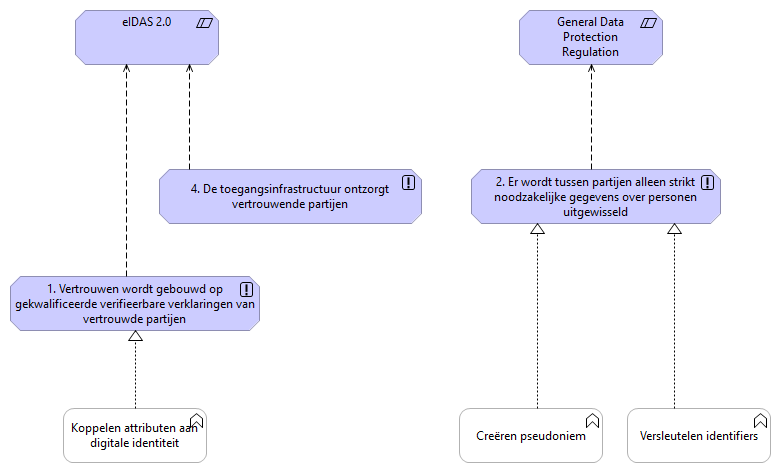 eIDAS 2.0
General Data
Protection
Regulation
4. De toegangsinfrastructuur ontzorgt
vertrouwende partijen
2. Er wordt tussen partijen alleen strikt
noodzakelijke gegevens over personen
uitgewisseld
1. Vertrouwen wordt gebouwd op
gekwalificeerde verifieerbare verklaringen van
vertrouwde partijen
Koppelen attributen aan
digitale identiteit
Creëren pseudoniem
Versleutelen identifiers